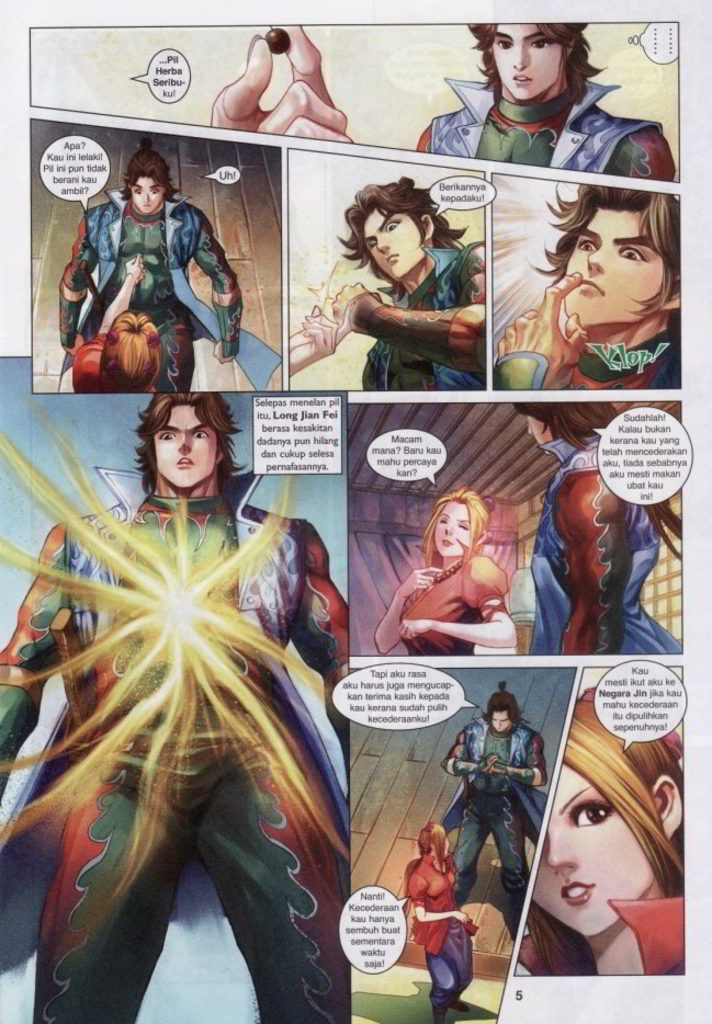 ...Pil
Herba
Seribu-
ku!
Apa?
Kau ini lelaki!
Pil ini pun tidak
berani kau
ambil?
Uh!
Berikannya
kepadaku!
Klop!
Selepas menelan pil
itu, Long Jian Fei
berasa kesakitan
dadanya pun hilang
dan cukup selesa
pernafasannya.
Macam
mana? Baru kau
mahu percaya
kan?
Sudahlah!
Kalau bukan
kerana kau yang
telah mencederakan
aku, tiada sebabnya
aku mesti makan
ubat kau
ini!
Tapi aku rasa
aku harus juga mengucap-
kan terima kasih kepada
kau kerana sudah pulih
kecederaanku!
Nanti!
Kecederaan
kau hanya
sembuh buat
sementara
waktu
saja!
Kau
mesti ikut aku ke
Negara Jin jika kau
mahu kecederaan
itu dipulihkan
sepenuhnya!
5